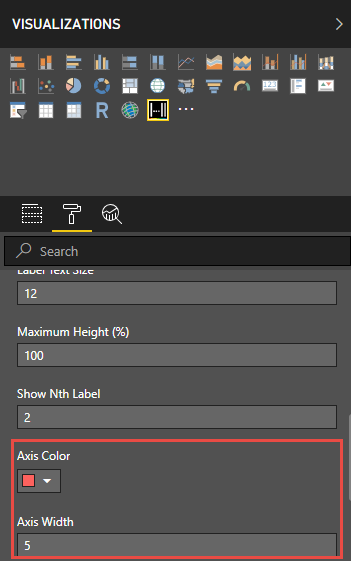 VISUALIZATIONS
R
Search
Label Text Size
12
Maximum Height (%)
100
Show Nth Label
2
Axis Color
Axis Width
5